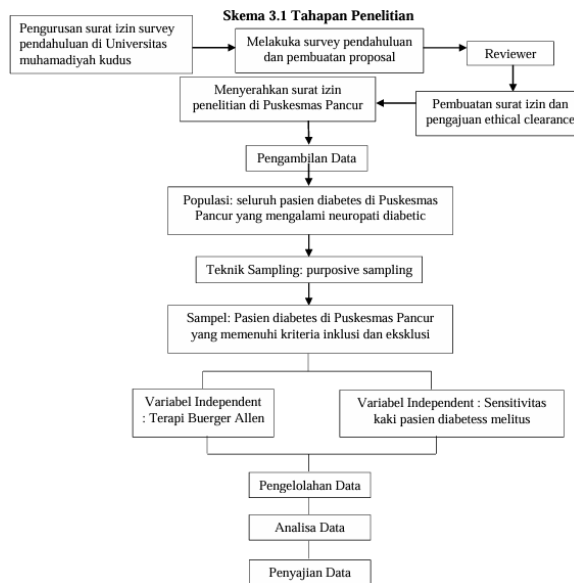 Skema 3.1 Tahapan Penelitian
Pengurusan surat izin survey
pendahuluan di Universitas
muhamadiyah kudus
Melakuka survey pendahuluan
dan pembuatan proposal
Reviewer
Pembuatan surat izin dan
pengajuan ethical clearance
Menyerahkan surat izin
penelitian di Puskesmas Pancur
Pengambilan Data
Populasi: seluruh pasien diabetes di Puskesmas
Pancur yang mengalami neuropati diabetic
Teknik Sampling: purposive sampling
Sampel: Pasien diabetes di Puskesmas Pancur
yang memenuhi kriteria inklusi dan eksklusi
Variabel Independent
: Terapi Buerger Allen
Variabel Independent : Sensitivitas
kaki pasien diabetess melitus
Pengelolahan Data
Analisa Data
Penyajian Data